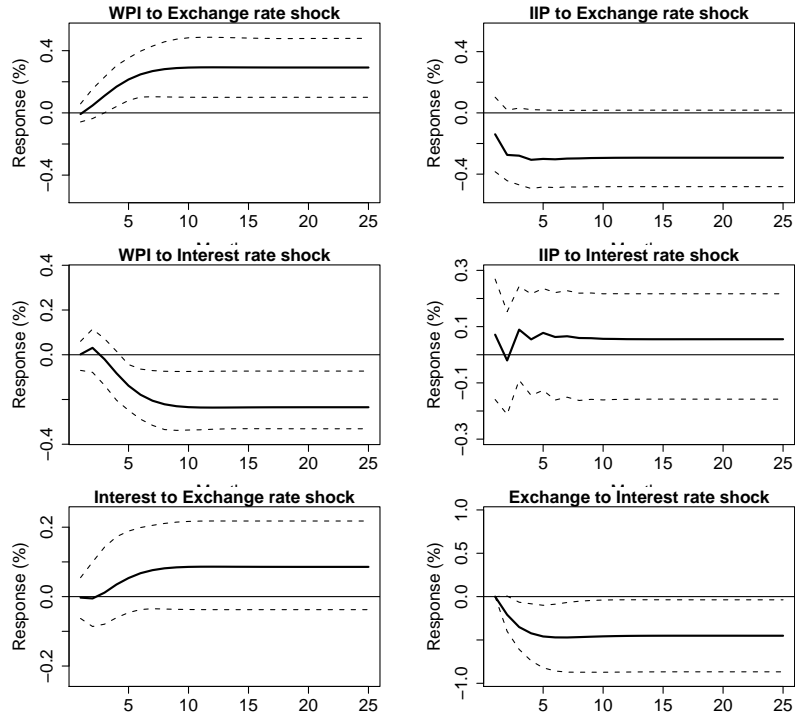 WPI to Exchange rate shock
Response (%)
−0.4 0.0 0.4
5 10 15 20 25
IIP to Exchange rate shock
Response (%)
−0.4 0.0 0.4
5 10 15 20 25
WPI to Interest rate shock
Response (%)
−0.4 0.0 0.2 0.4
5 10 15 20 25
IIP to Interest rate shock
Response (%)
−0.3 −0.1 0.1 0.3
5 10 15 20 25
Interest to Exchange rate shock
Response (%)
−0.2 0.0 0.2
5 10 15 20 25
Exchange to Interest rate shock
Response (%)
−1.0 0.0 0.5 1.0
5 10 15 20 25